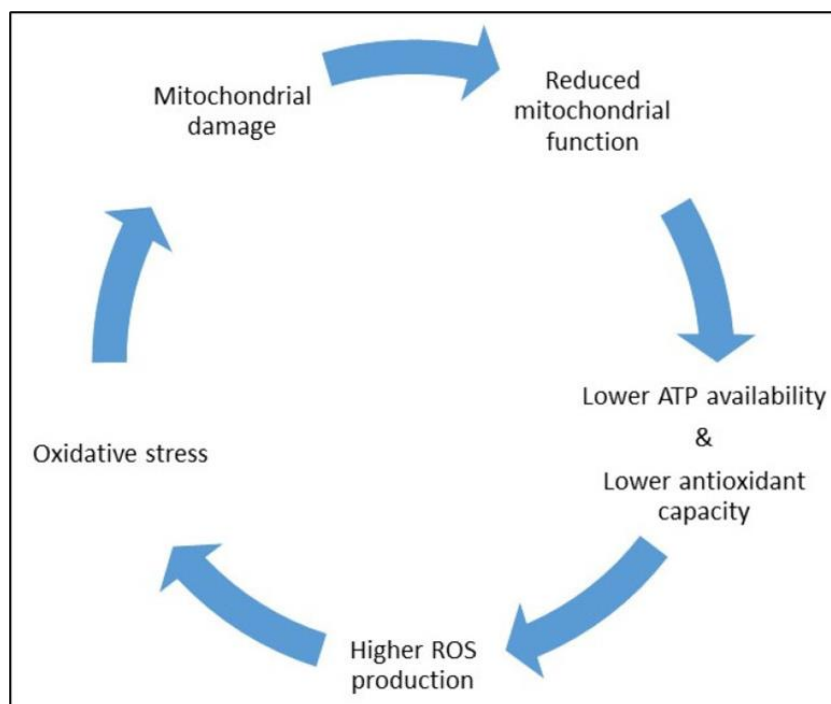 Mitochondrial
damage
Reduced
mitochondrial
function
Lower ATP availability
&
Lower antioxidant
capacity
Higher ROS
production
Oxidative stress